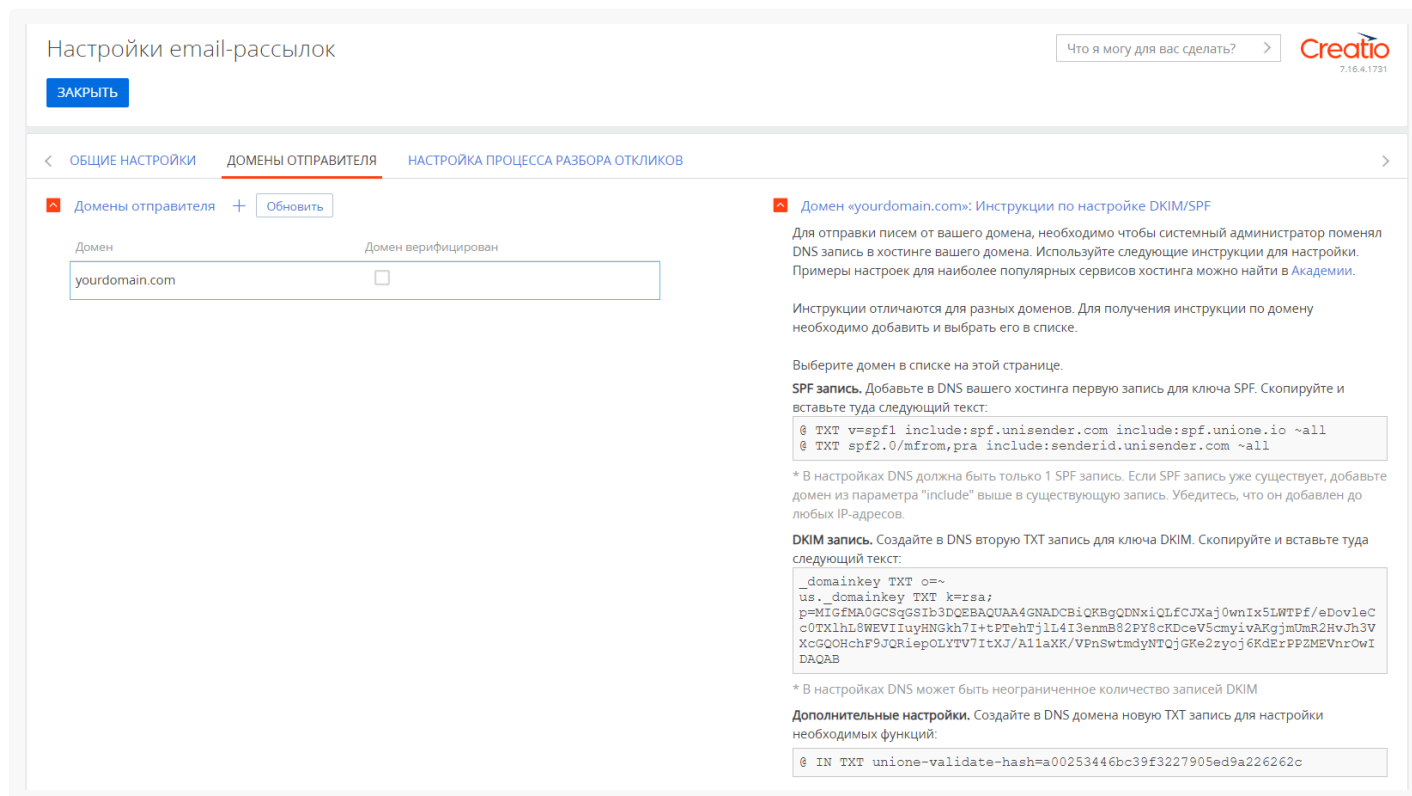 Настройки email-рассылок
Что я могу для вас сделать?
Creatio
7.16.4.1731
ЗАКРЫТЬ
ОБЩИЕ НАСТРОЙКИ
ДОМЕНЫ ОТПРАВИТЕЛЯ
НАСТРОЙКА ПРОЦЕССА РАЗБОРА ОТКЛИКОВ
Домены отправителя
Обновить
Домен
Домен верифицирован
yourdomain.com
Домен «yourdomain.com»: Инструкции по настройке DKIM/SPF
Для отправки писем от вашего домена, необходимо чтобы системный администратор поменял
DNS запись в хостинге вашего домена. Используйте следующие инструкции для настройки.
Примеры настроек для наиболее популярных сервисов хостинга можно найти в Академии.
Инструкции отличаются для разных доменов. Для получения инструкции по домену
необходимо добавить и выбрать его в списке.
Выберите домен в списке на этой странице.
SPF запись. Добавьте в DNS вашего хостинга первую запись для ключа SPF. Скопируйте и
вставьте туда следующий текст:
@ TXT v=spf1 include:spf.unisender.com include:spf.unione.io ~all
@ TXT spf2.0/mfrom,pra include:senderid.unisender.com ~all
* В настройках DNS должна быть только 1 SPF запись. Если SPF запись уже существует, добавьте
домен из параметра "include" выше в существующую запись. Убедитесь, что он добавлен до
любых IP-адресов.
DKIM запись. Создайте в DNS вторую TXT запись для ключа DKIM. Скопируйте и вставьте туда
следующий текст:
_domainkey TXT o=~
us._domainkey TXT k=rsa;
p=MIGfMA0GCSqGSIb3DQEBAQUAA4GNADCBiQKBgQDNxiQLfCJXaj0wnIx5LWTPf/eDovleC
c0TXlhL8WEVIIuyHNGkh7I+tPTehTjlL4I3enmB82PY8cKDceV5cmyivAKgjmUmR2HvJh3V
XcGQOHchF9JQRiepOLYTV7ItXJ/A11aXK/VPnSwtmdyNTQjGKe2zyoj6KdErPPZMEVnrOwI
DAQAB
* В настройках DNS может быть неограниченное количество записей DKIM
Дополнительные настройки. Создайте в DNS домена новую TXT запись для настройки
необходимых функций:
@ IN TXT unione-validate-hash=a00253446bc39f3227905ed9a226262c